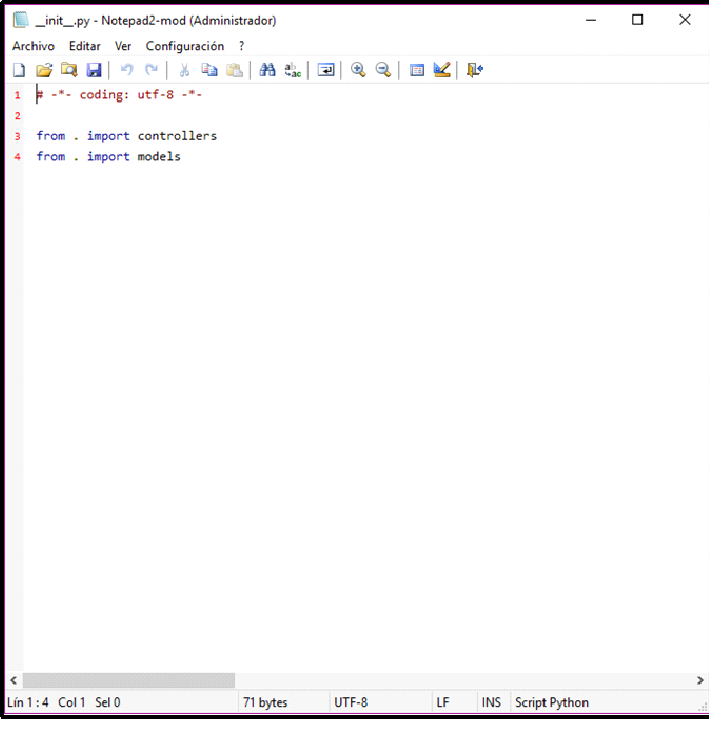 __init__.py - Notepad2-mod (Administrador)
Archivo Editar Ver Configuración ?
1 # -*- coding: utf-8 -*-
2
3 from . import controllers
4 from . import models
Lín 1 : 4 Col 1 Sel 0 71 bytes UTF-8 LF INS Script Python